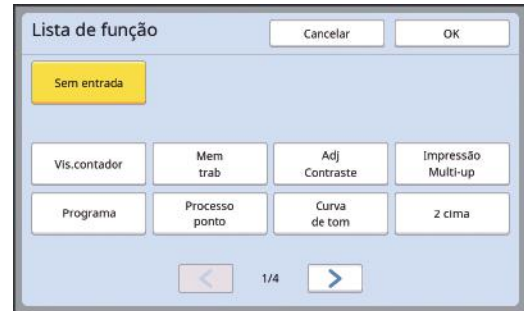 Lista de função
Cancelar
OK
Sem entrada
Vis.contador
Mem
trab
Adj
Contraste
Impressão
Multi-up
Programa
Processo
ponto
Curva
de tom
2 cima
1/4